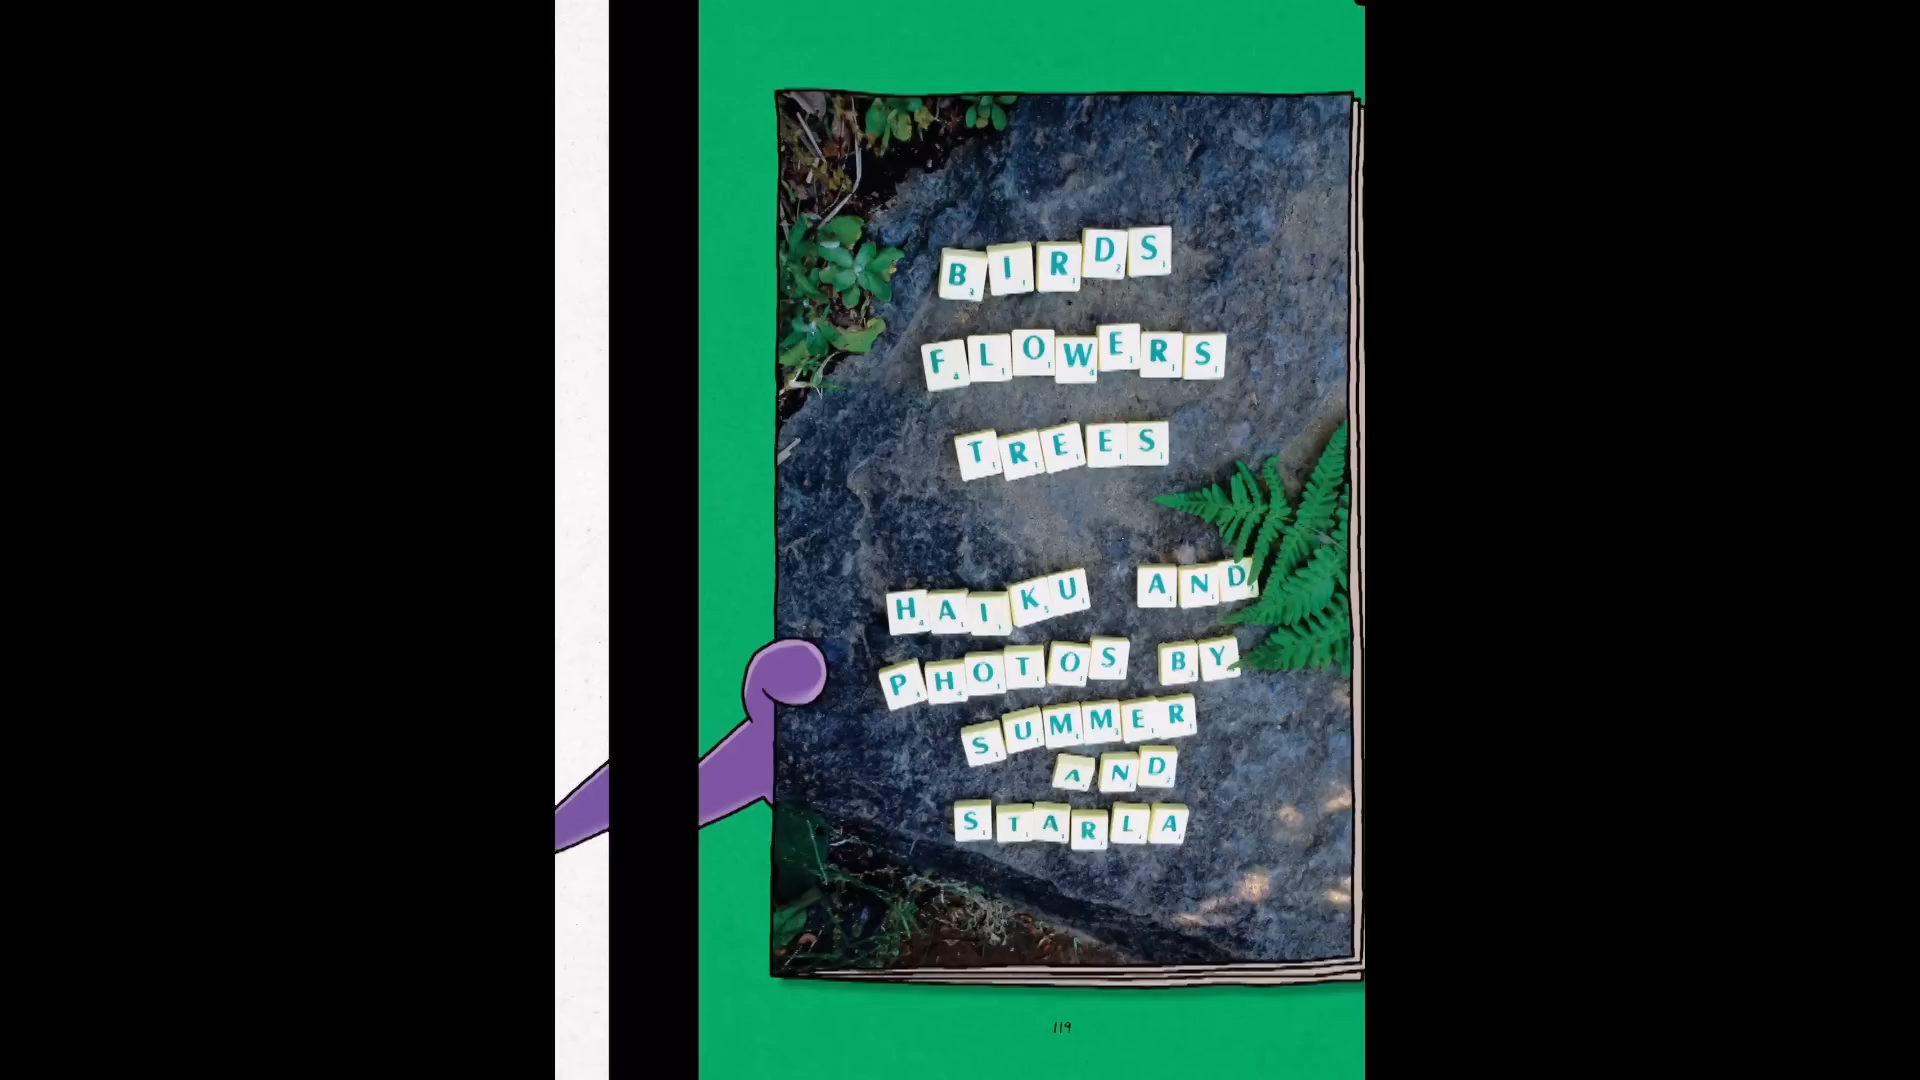 BIRDS
FLOWERS
TREES
HAIKU AND
PHOTOS BY
SUMMER
AND
STARLA
119